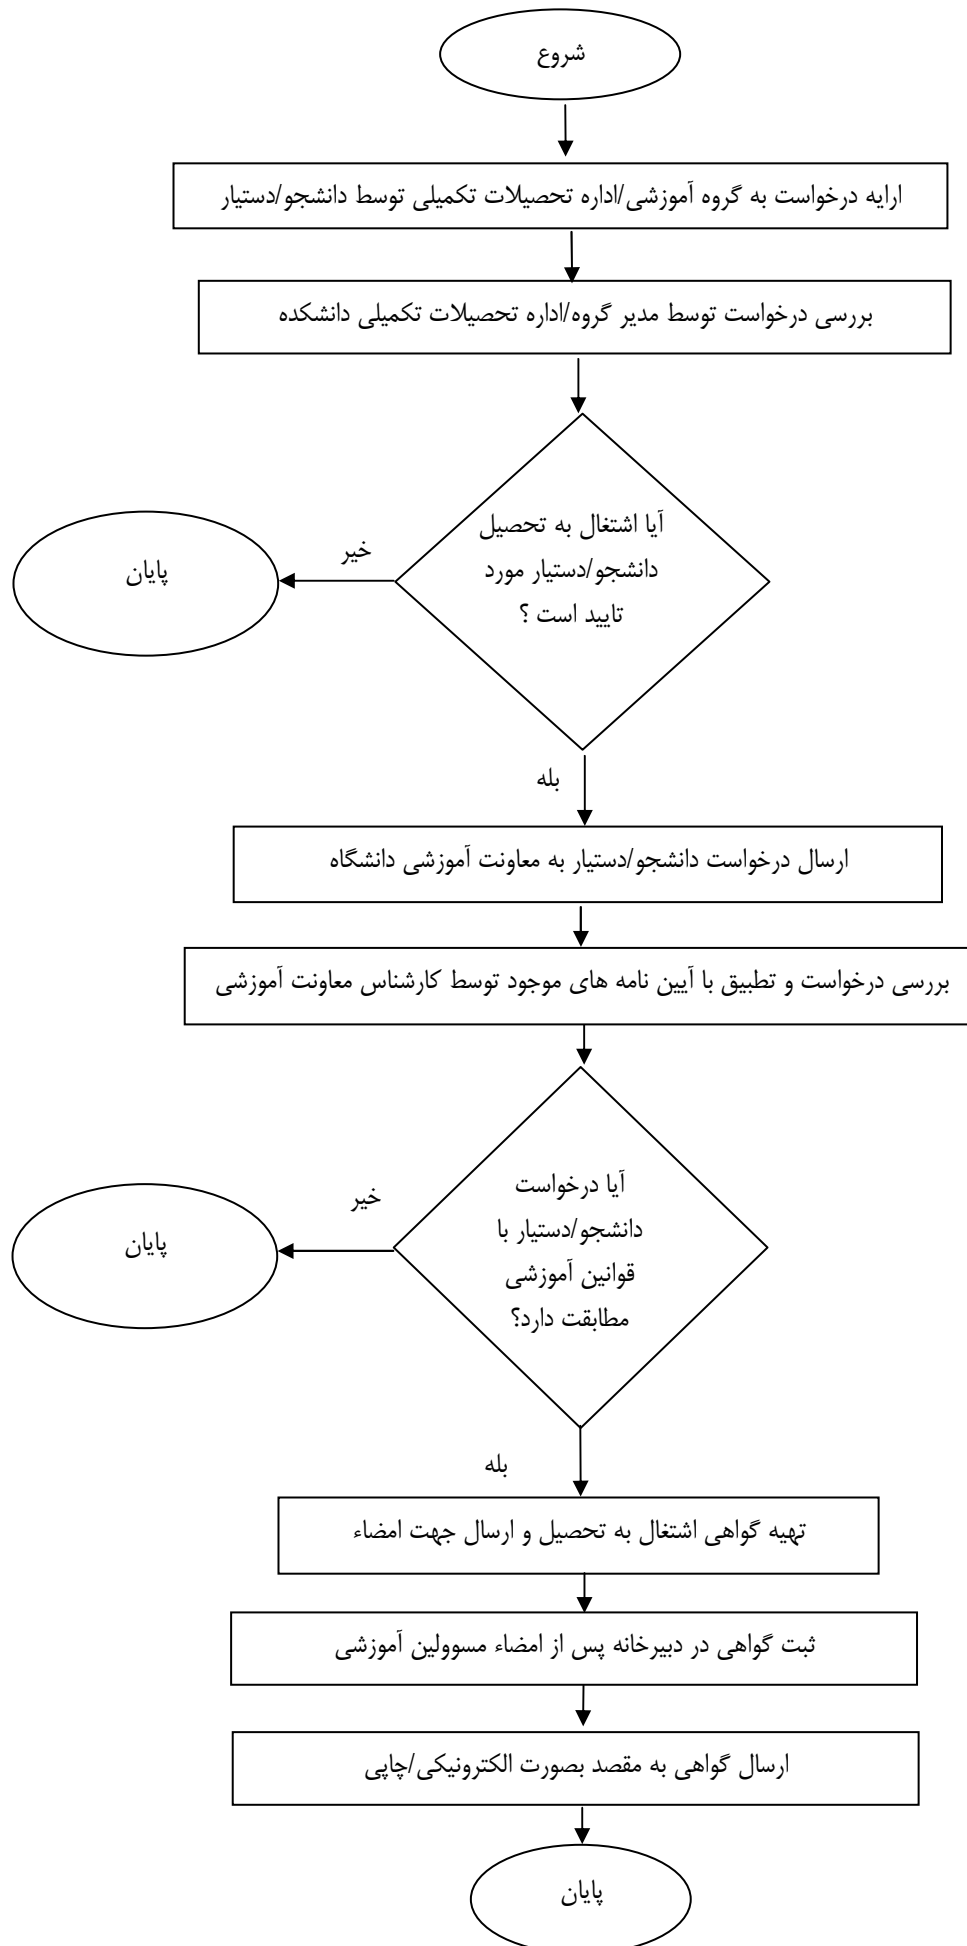 شروع
ارایه درخواست به گروه آموزشی/اداره تحصیلات تکمیلی توسط دانشجو/دستیار
بررسی درخواست توسط مدیر گروه/اداره تحصیلات تکمیلی دانشکده
آیا اشتغال به تحصیل
دانشجو/دستیار مورد
تایید است ؟
خیر
پایان
بله
ارسال درخواست دانشجو/دستیار به معاونت آموزشی دانشگاه
بررسی درخواست و تطبیق با آیین نامه های موجود توسط کارشناس معاونت آموزشی
آیا درخواست
دانشجو/دستیار با
قوانین آموزشی
مطابقت دارد؟
خیر
پایان
بله
تهیه گواهی اشتغال به تحصیل و ارسال جهت امضاء
ثبت گواهی در دبیرخانه پس از امضاء مسوولین آموزشی
ارسال گواهی به مقصد بصورت الکترونیکی/چاپی
پایان